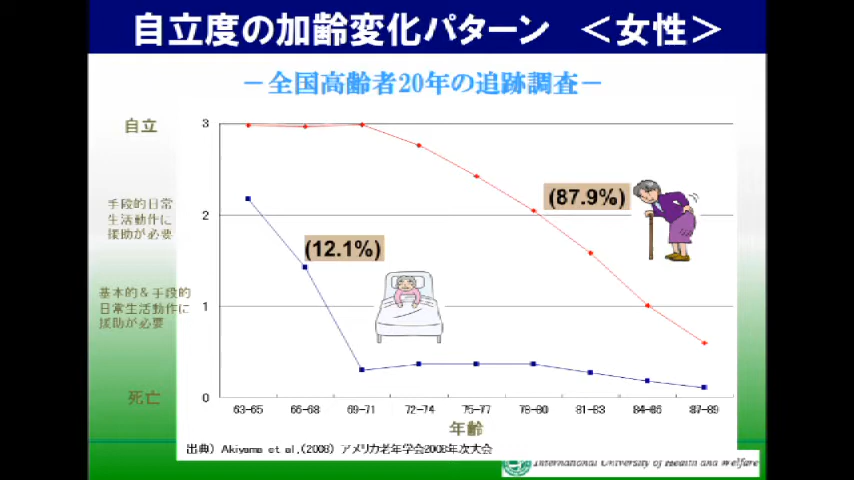 自立度の加齢変化パターン ＜女性＞
－全国高齢者20年の追跡調査－
自立
手段的日常
生活動作に
援助が必要
基本的＆手段的
日常生活動作に
援助が必要
死亡
3
2
1
0
(87.9%)
(12.1%)
63-65 66-68 69-71 72-74 75-77 78-80 81-83 84-86 87-89
年齢
出典） Akiyama et al.(2008) アメリカ老年学会2008年次大会
International University of Health and Welfare